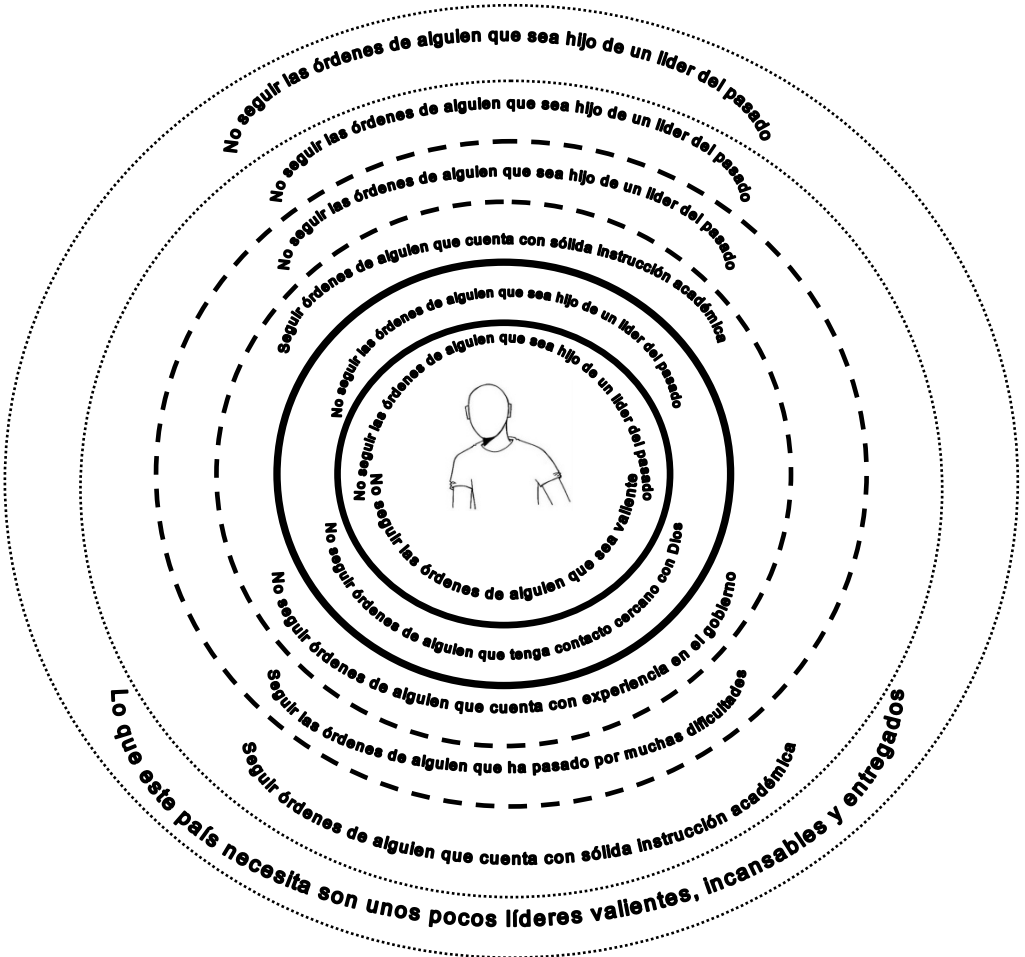 No seguir las órdenes de alguien que sea hijo de un lider del pasado
No seguir las órdenes de alguien que sea hijo de un lider del pasado
No seguir las órdenes de alguien que sea hijo de un lider del pasado
Seguir órdenes de alguien que cuenta con sólida instrucción académica
No seguir las órdenes de alguien que sea hijo de un lider del pasado
No seguir las órdenes de alguien que sea hijo de un lider del pasado
No seguir las órdenes de alguien que sea valiente
No seguir órdenes de alguien que tenga contacto cercano con Dios
No seguir órdenes de alguien que cuenta con experiencia en el gobierno
Seguir las órdenes de alguien que ha pasado por muchas dificultades
Seguir órdenes de alguien que cuenta con sólida instrucción académica
Lo que este país necesita son unos pocos líderes valientes, incansables y entregados